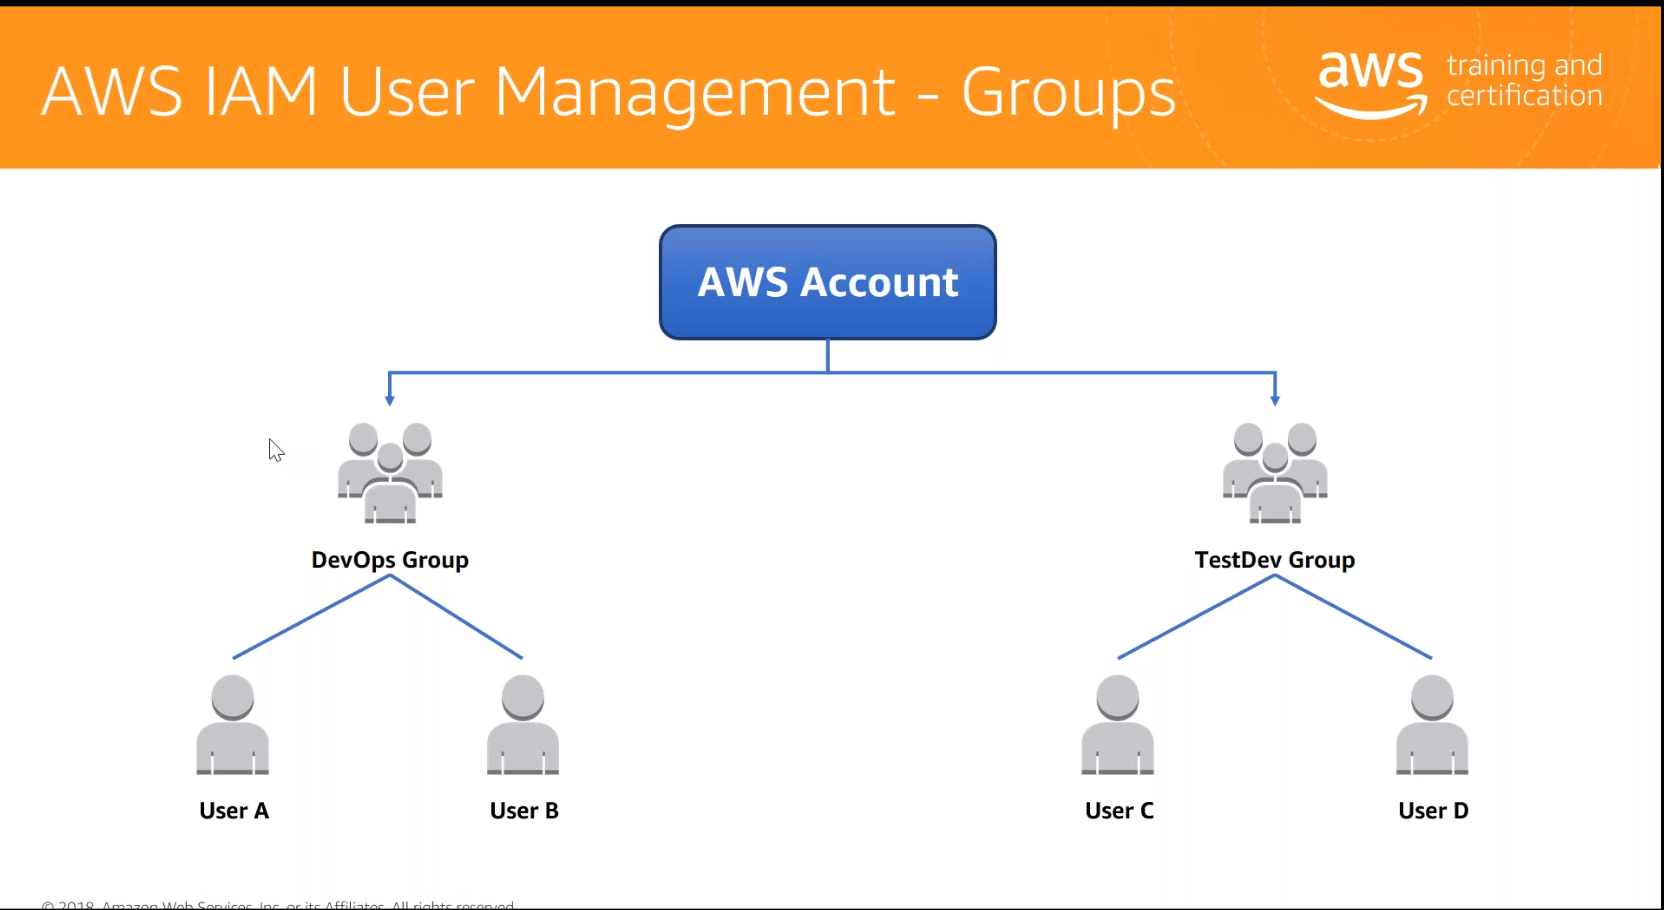 AWS IAM User Management - Groups
aws training and
certification
AWS Account
DevOps Group
TestDev Group
User A
User B
User C
User D
© 2018, Amazon Web Services, Inc. or its Affiliates. All rights reserved.